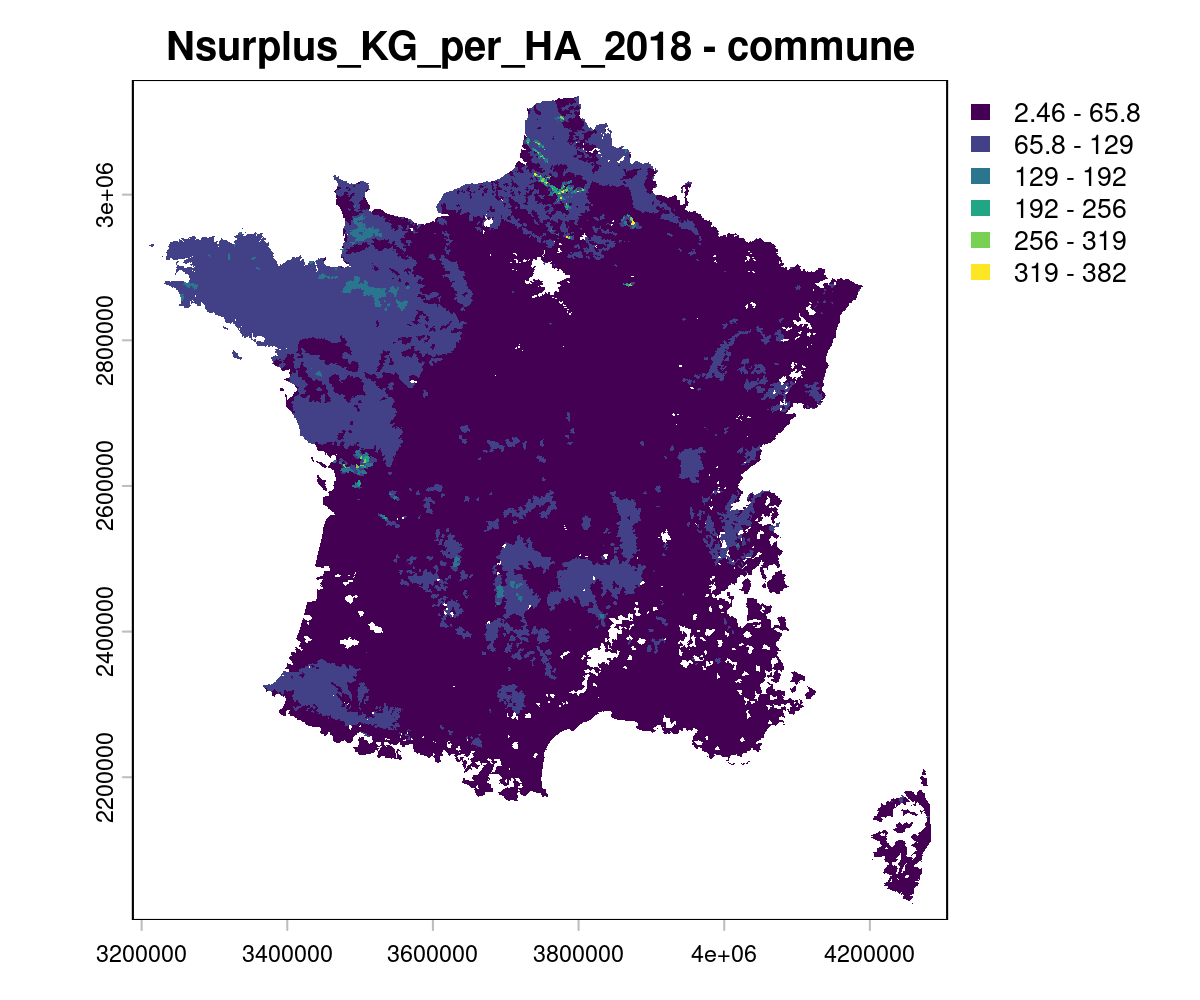 Nsurplus_KG_per_HA_2018 - commune
2.46 - 65.8
65.8 - 129
129 - 192
192 - 256
256 - 319
319 - 382
3e+06
2800000
2600000
2400000
2200000
3200000
3400000
3600000
3800000
4e+06
4200000